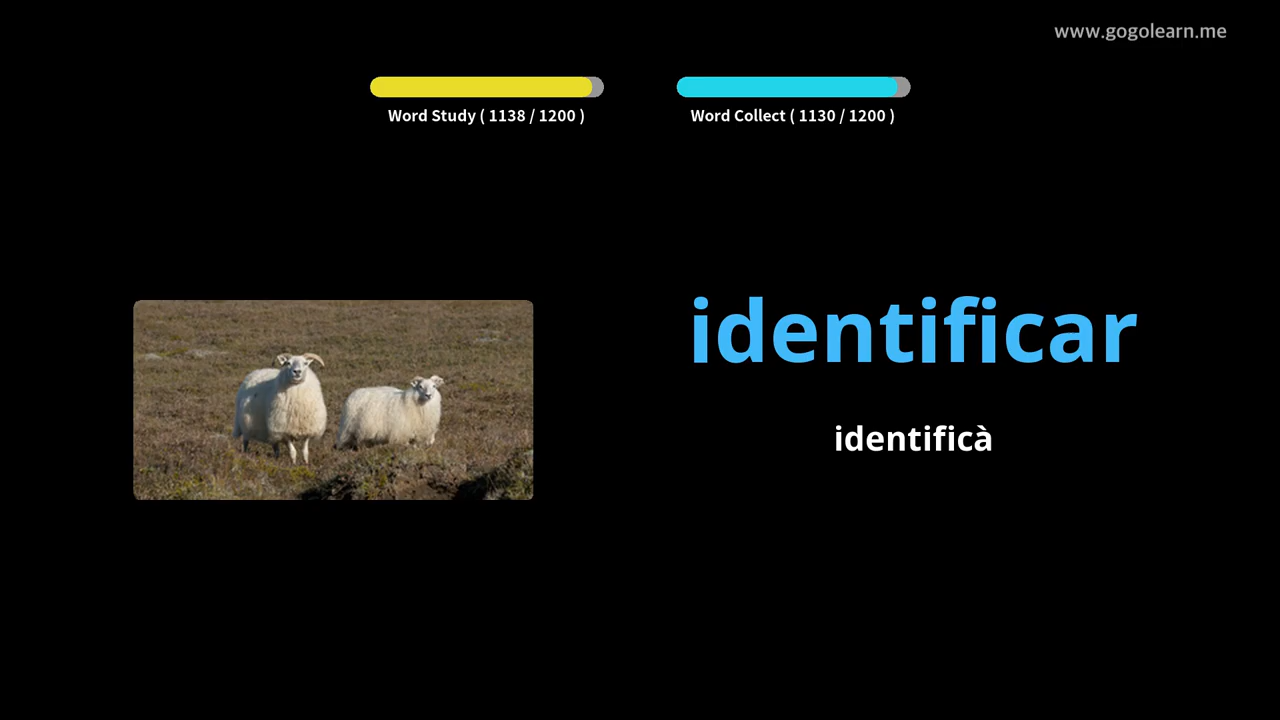 www.gogolearn.me
Word Study ( 1138 / 1200 )
Word Collect ( 1130 / 1200 )
identificar
identificà